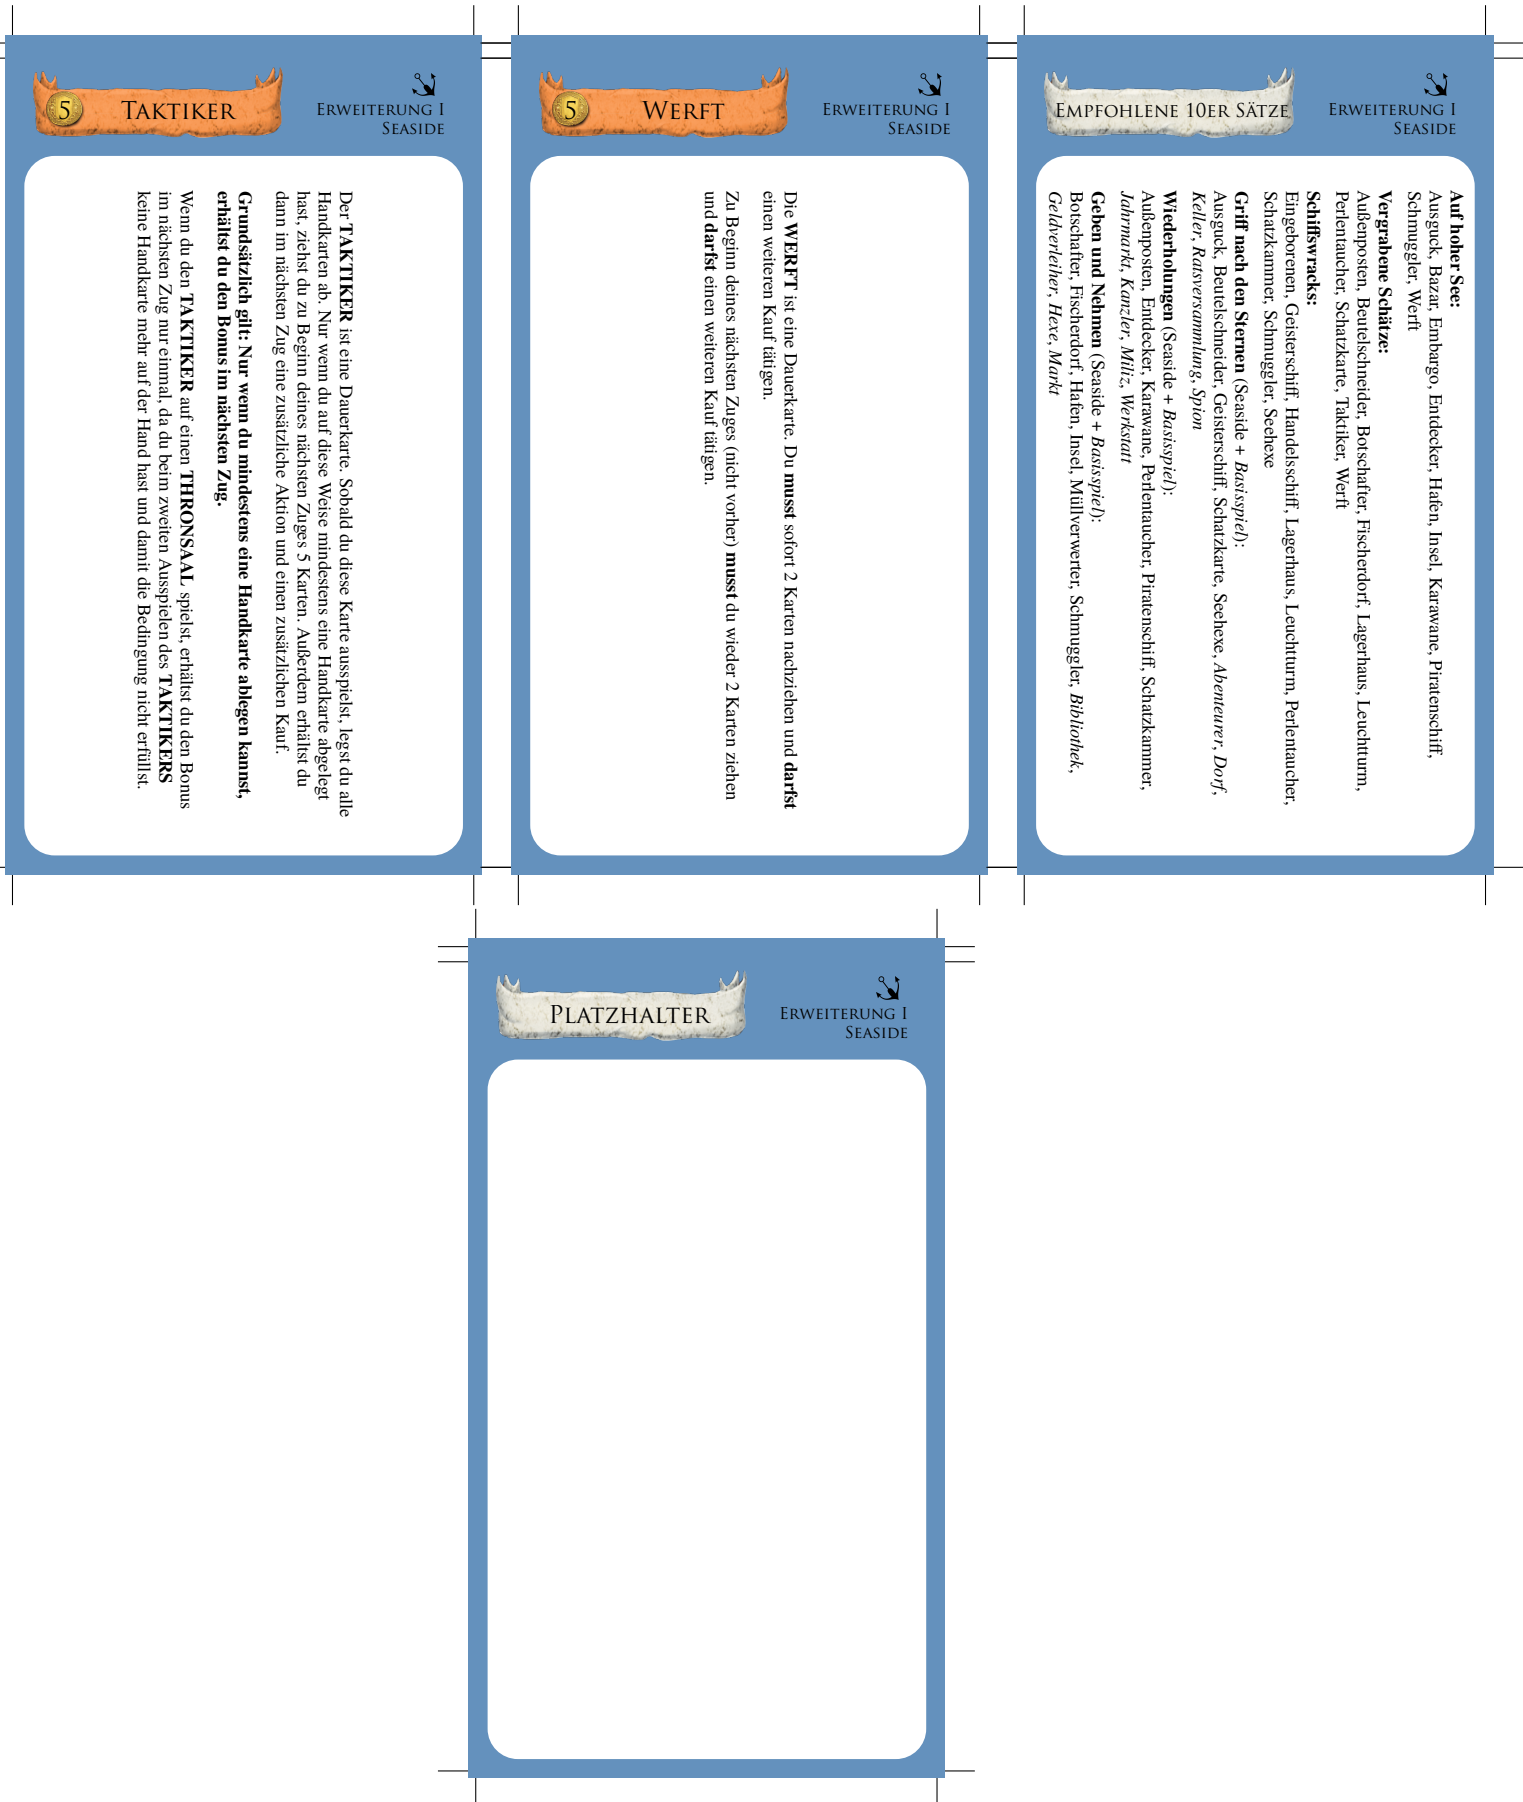 5
TAKTIKER
ERWEITERUNG I
SEASIDE
Der TAKTIKER ist eine Dauerkarte. Sobald du diese Karte ausspielst, legst du alle
Handkarten ab. Nur wenn du auf diese Weise mindestens eine Handkarte abgelegt
hast, ziehst du zu Beginn deines nächsten Zuges 5 Karten. Außerdem erhältst du
dann im nächsten Zug eine zusätzliche Aktion und einen zusätzlichen Kauf.
Grundsätzlich gilt: Nur wenn du mindestens eine Handkarte ablegen kannst,
erhältst du den Bonus im nächsten Zug.
Wenn du den TAKTIKER auf einen THRONSAAL spielst, erhältst du den Bonus
im nächsten Zug nur einmal, da du beim zweiten Ausspielen des TAKTIKERS
keine Handkarte mehr auf der Hand hast und damit die Bedingung nicht erfüllst.
5
WERFT
ERWEITERUNG I
SEASIDE
Die WERFT ist eine Dauerkarte. Du musst sofort 2 Karten nachziehen und darfst
einen weiteren Kauf tätigen.
Zu Beginn deines nächsten Zuges (nicht vorher) musst du wieder 2 Karten ziehen
und darfst einen weiteren Kauf tätigen.
EMPFOHLENE 10ER SÄTZE
ERWEITERUNG I
SEASIDE
Auf hoher See:
Ausguck, Bazar, Embargo, Entdecker, Hafen, Insel, Karawane, Piratenschiff,
Schmuggler, Werft
Vergrabene Schätze:
Außenposten, Beutelschneider, Botschafter, Fischerdorf, Lagerhaus, Leuchtturm,
Perlentaucher, Schatzkarte, Taktiker, Werft
Schiffswracks:
Eingeborenen, Geisterschiff, Handelsschiff, Lagerhaus, Leuchtturm, Perlentaucher,
Schatzkammer, Schmuggler, Seehexe
Griff nach den Sternen (Seaside + Basisspiel):
Ausguck, Beutelschneider, Geisterschiff, Schatzkarte, Seehexe, Abenteurer, Dorf,
Keller, Ratsversammlung, Spion
Wiederholungen (Seaside + Basisspiel):
Außenposten, Entdecker, Karawane, Perlentaucher, Piratenschiff, Schatzkammer,
Jahrmarkt, Kanzler, Miliz, Werkstatt
Geben und Nehmen (Seaside + Basisspiel):
Botschafter, Fischerdorf, Hafen, Insel, Müllverwerter, Schmuggler, Bibliothek,
Geldverleiher, Hexe, Markt
PLATZHALTER
ERWEITERUNG I
SEASIDE